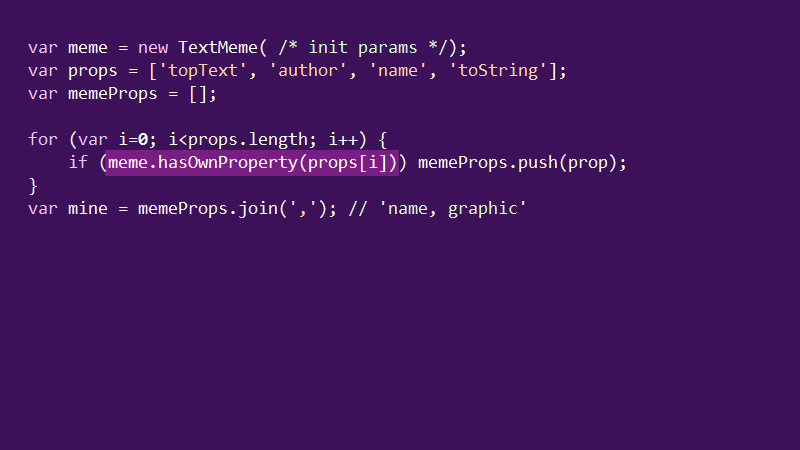 var meme = new TextMeme( /* init params */);
var props = ['topText', 'author', 'name', 'toString'];
var memeProps = [];
for (var i=0; i<props.length; i++) {
if (meme.hasOwnProperty(props[i])) memeProps.push(prop);
}
var mine = memeProps.join(','); // 'name, graphic'